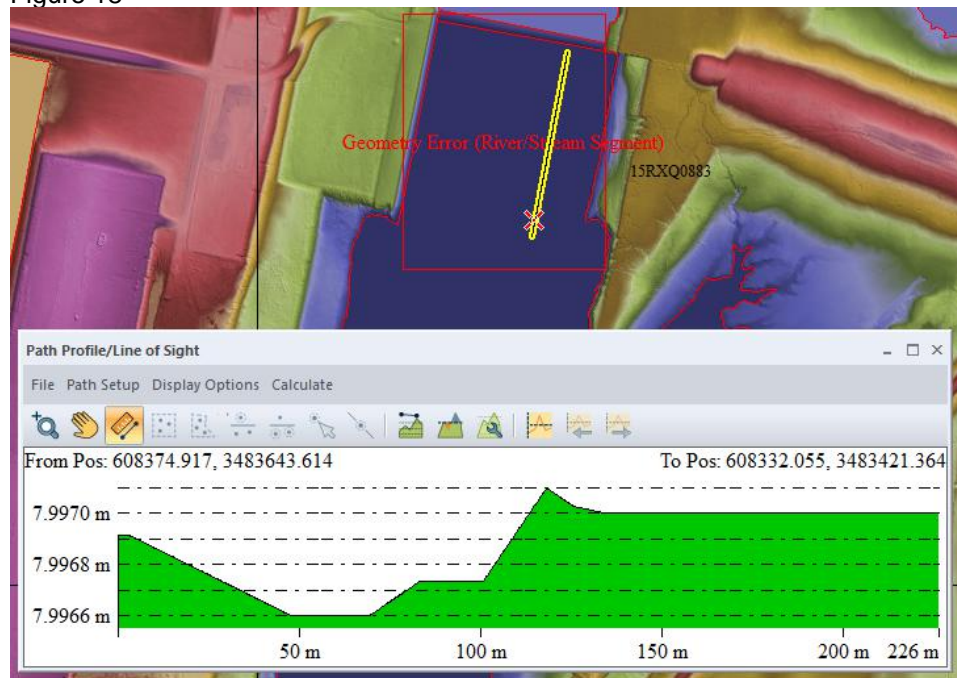 Figure 18
Geometry Error (River/Stream Segment)
15RXQ0883
Path Profile/Line of Sight
File Path Setup Display Options Calculate
From Pos: 608374.917, 3483643.614 To Pos: 608332.055, 3483421.364
7.9970 m
7.9968 m
7.9966 m
50 m 100 m 150 m 200 m 226 m